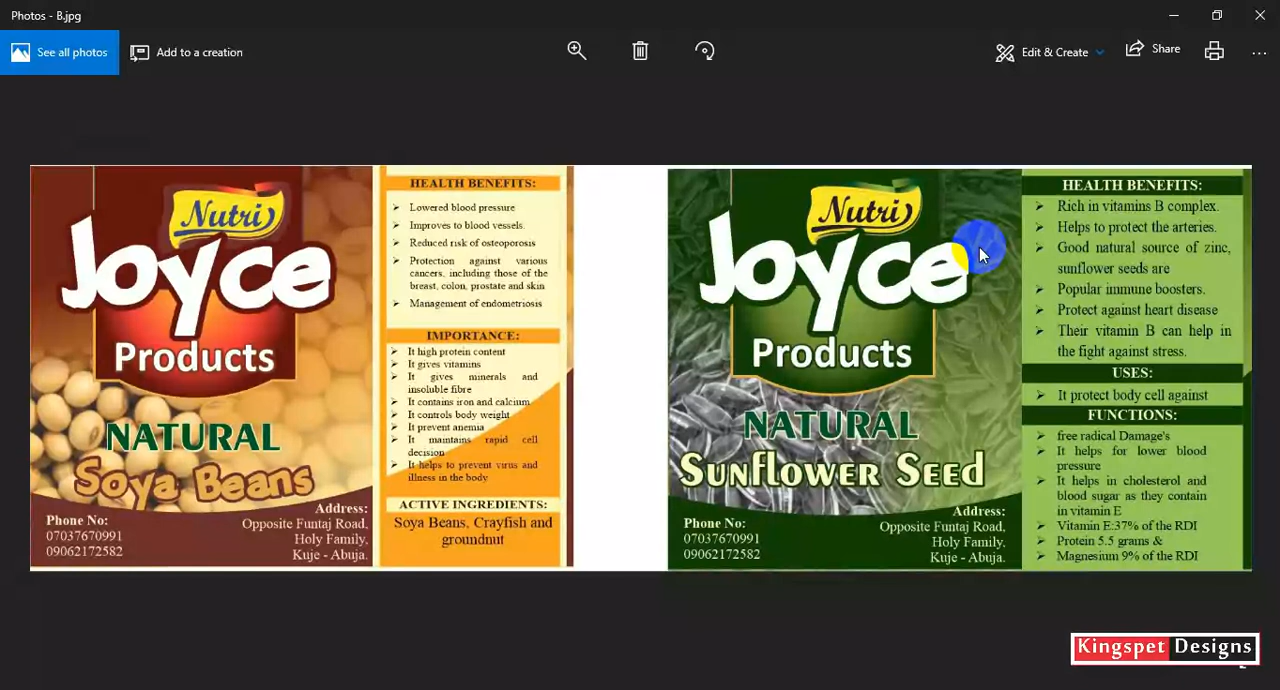 Photos - B.jpg
See all photos
Add to a creation
Edit & Create
Share
Nutri
Joyce
Products
NATURAL
Soya Beans
Phone No:
07037670991
09062172582
Address:
Opposite Funtaj Road,
Holy Family,
Kuje - Abuja.
HEALTH BENEFITS:
Lowered blood pressure
Improves to blood vessels.
Reduced risk of osteoporosis
Protection against various
cancers, including those of the
breast, colon, prostate and skin
Management of endometriosis
IMPORTANCE:
It high protein content
It gives vitamins
It gives minerals and
insoluble fibre
It contains iron and calcium
It controls body weight
It prevent anemia
It maintains rapid cell
decision
It helps to prevent virus and
illness in the body
ACTIVE INGREDIENTS:
Soya Beans, Crayfish and
groundnut
Nutri
Joyce
Products
NATURAL
Sunflower Seed
Phone No:
07037670991
09062172582
Address:
Opposite Funtaj Road,
Holy Family,
Kuje - Abuja.
HEALTH BENEFITS:
Rich in vitamins B complex.
Helps to protect the arteries.
Good natural source of zinc,
sunflower seeds are
Popular immune boosters.
Protect against heart disease
Their vitamin B can help in
the fight against stress.
USES:
It protect body cell against
FUNCTIONS:
free radical Damage's
It helps for lower blood
pressure
It helps in cholesterol and
blood sugar as they contain
in vitamin E
Vitamin E:37% of the RDI
Protein 5.5 grams &
Magnesium 9% of the RDI
Kingspet Designs